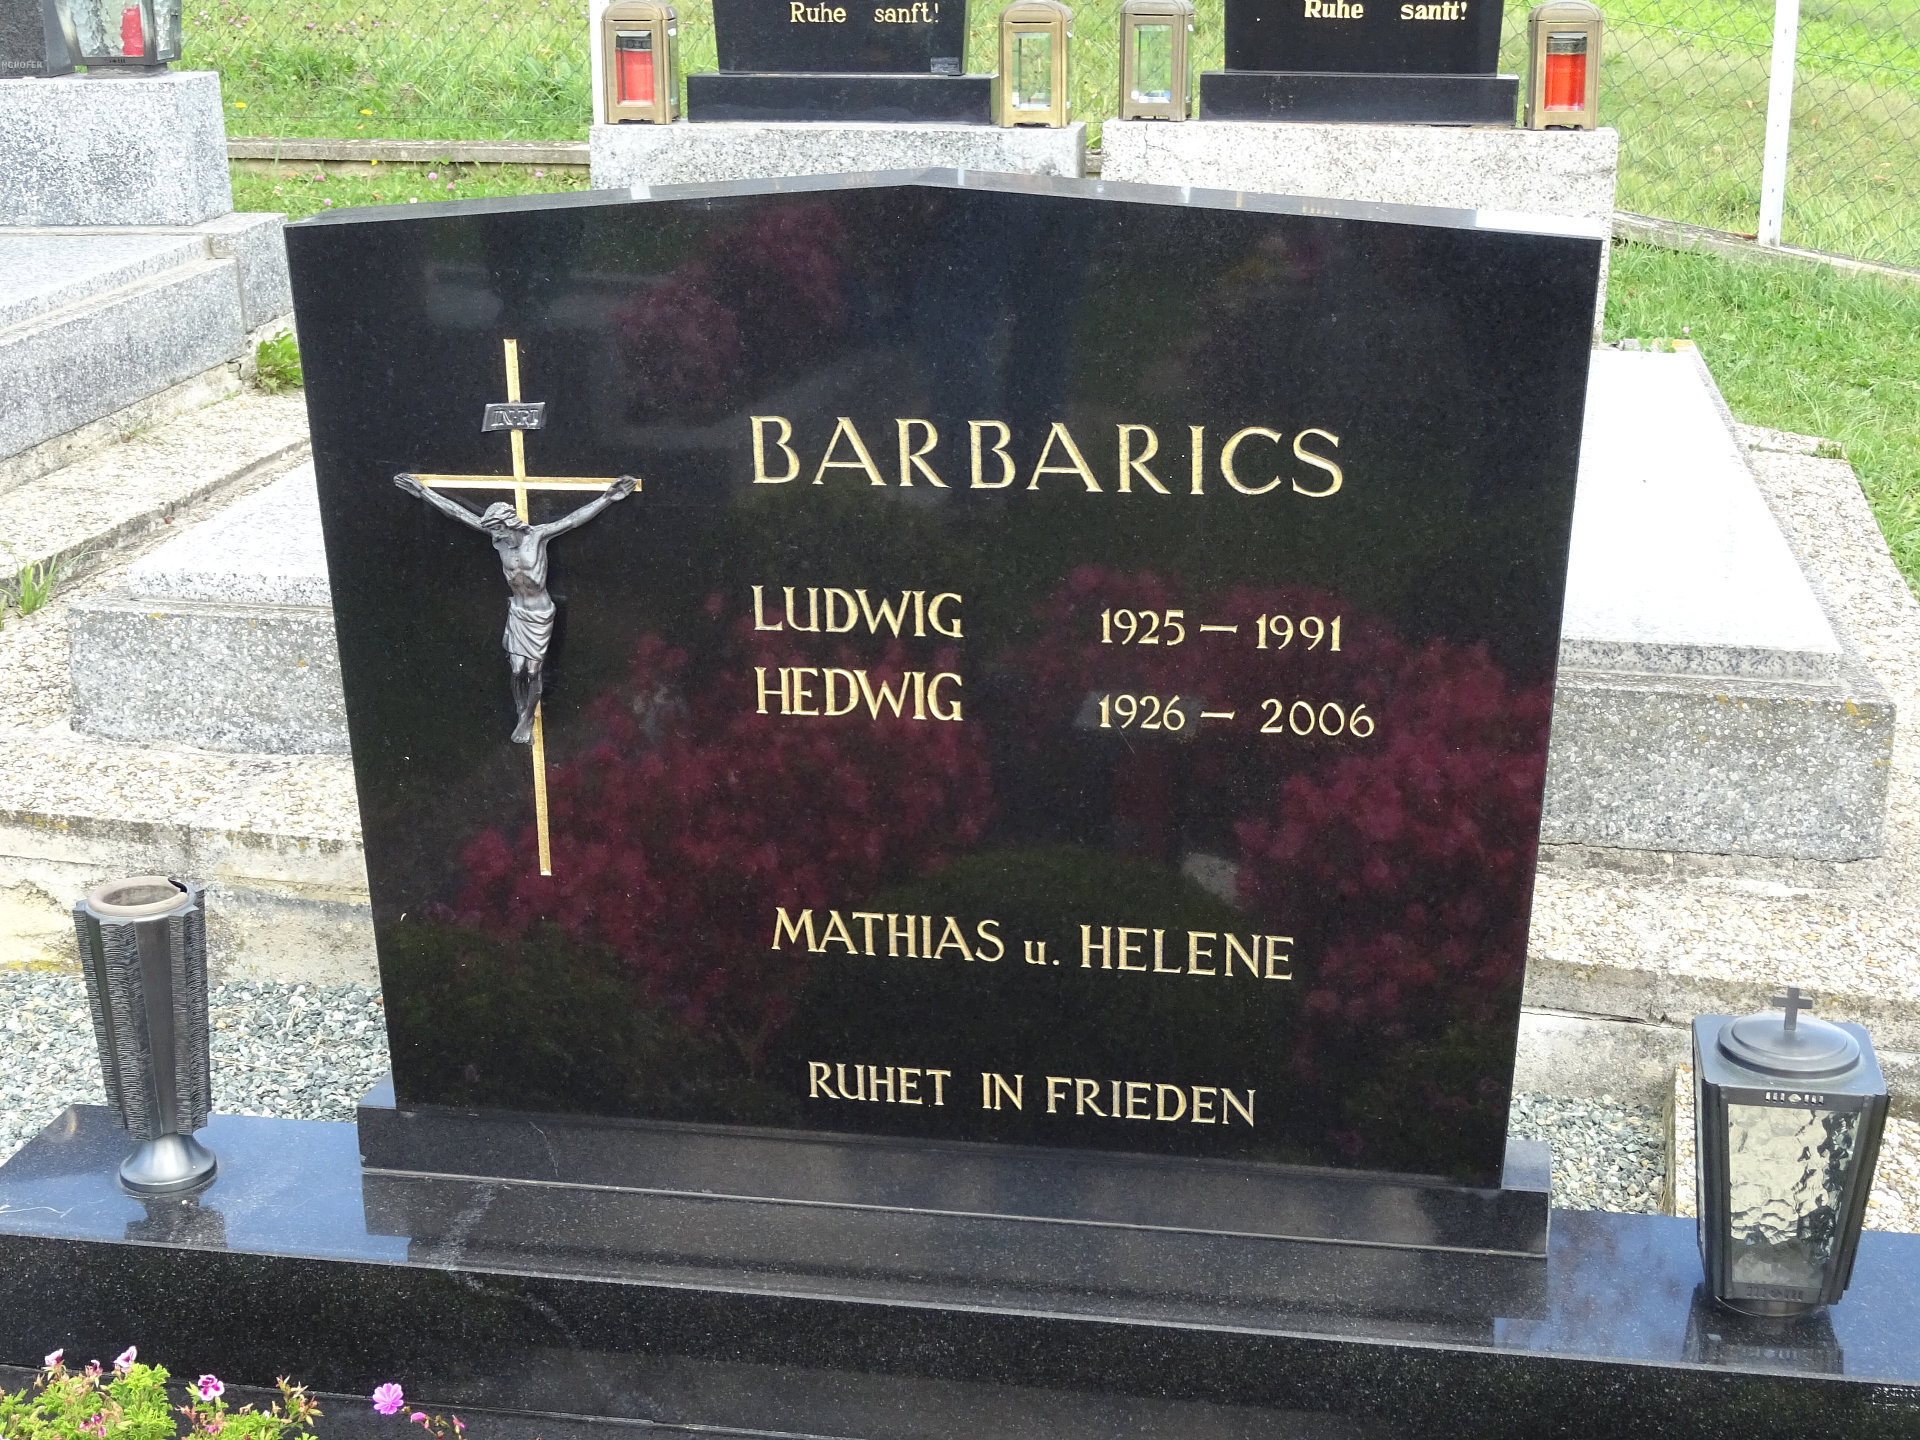 Ruhe sanft!
Ruhe sanft!
INRI
BARBARICS
LUDWIG 1925 – 1991
HEDWIG 1926 – 2006
MATHIAS u. HELENE
RUHET IN FRIEDEN